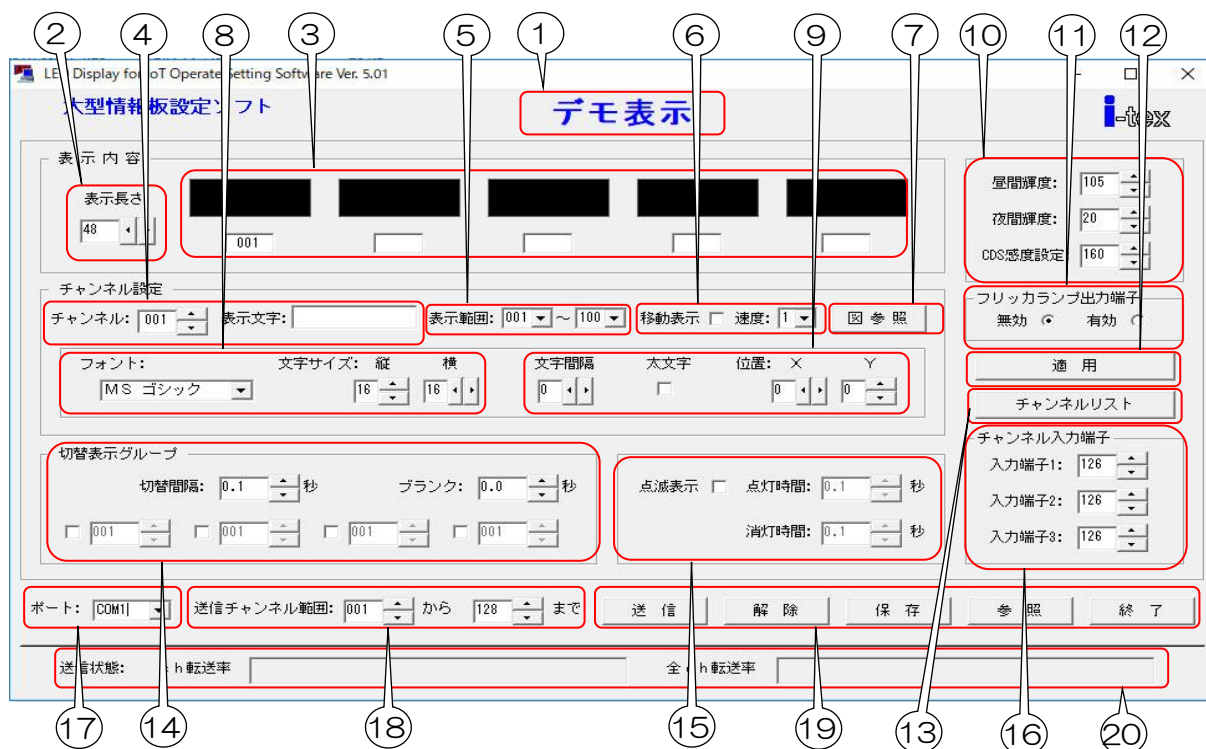 ② ④ ⑧ ③ ⑤ ① ⑥ ⑨ ⑦ ⑩ ⑪ ⑫
LED Display for IoT Operate Setting Software Ver. 5.01
大型情報板設定ソフト
デモ表示
i-tex
表示内容
表示長さ
48
001
昼間輝度: 105
夜間輝度: 20
CDS感度設定: 160
チャンネル設定
チャンネル: 001 表示文字: 表示範囲: 001 ～ 100 移動表示 速度: 1 図参照
フリッカランプ出力端子
無効 有効
フォント: 文字サイズ: 縦 横 文字間隔 太文字 位置: X Y
MS ゴシック 16 16 0 0 0
適用
チャンネルリスト
切替表示グループ
切替間隔: 0.1 秒 ブランク: 0.0 秒
001 001 001 001
点滅表示 点灯時間: 0.1 秒
消灯時間: 0.1 秒
チャンネル入力端子
入力端子1: 126
入力端子2: 126
入力端子3: 126
ポート: COM1 送信チャンネル範囲: 001 から 128 まで 送信 解除 保存 参照 終了
送信状態: ch転送率 全ch転送率
⑰ ⑭ ⑱ ⑮ ⑲ ⑬ ⑯ ⑳